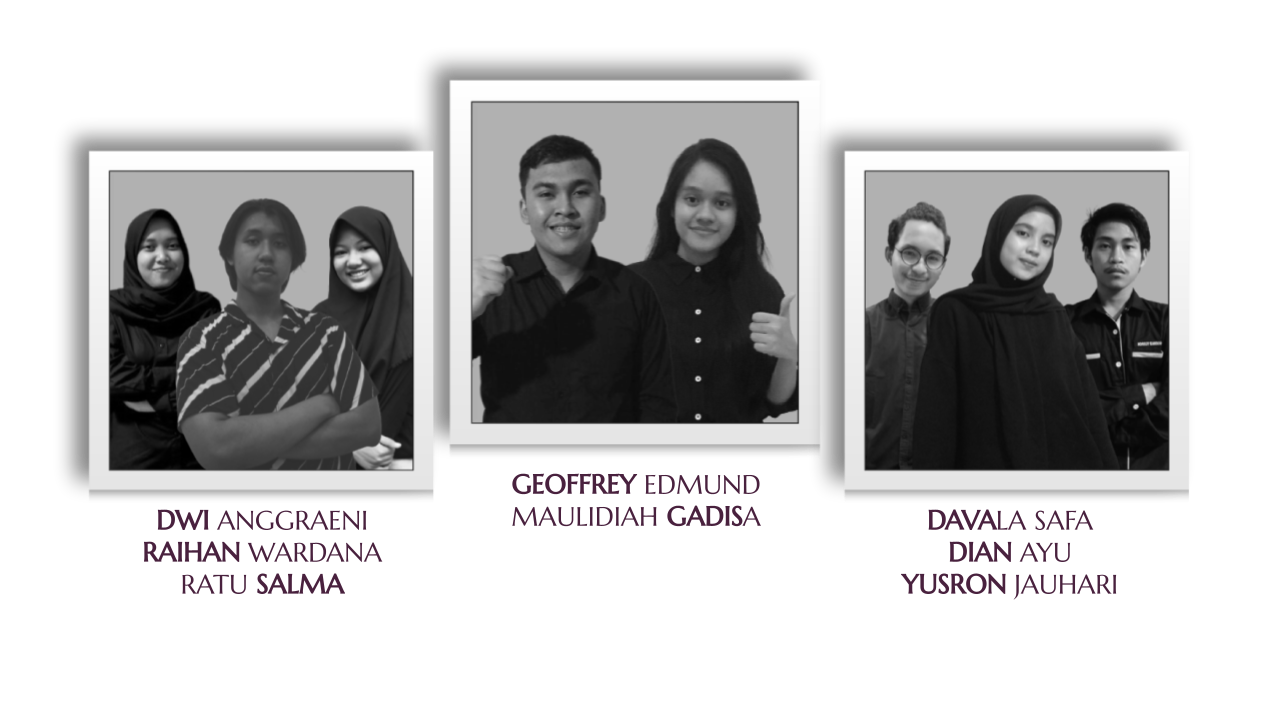 DWI ANGGRAENI
RAIHAN WARDANA
RATU SALMA
GEOFFREY EDMUND
MAULIDIAH GADISA
DAVALA SAFA
DIAN AYU
YUSRON JAUHARI